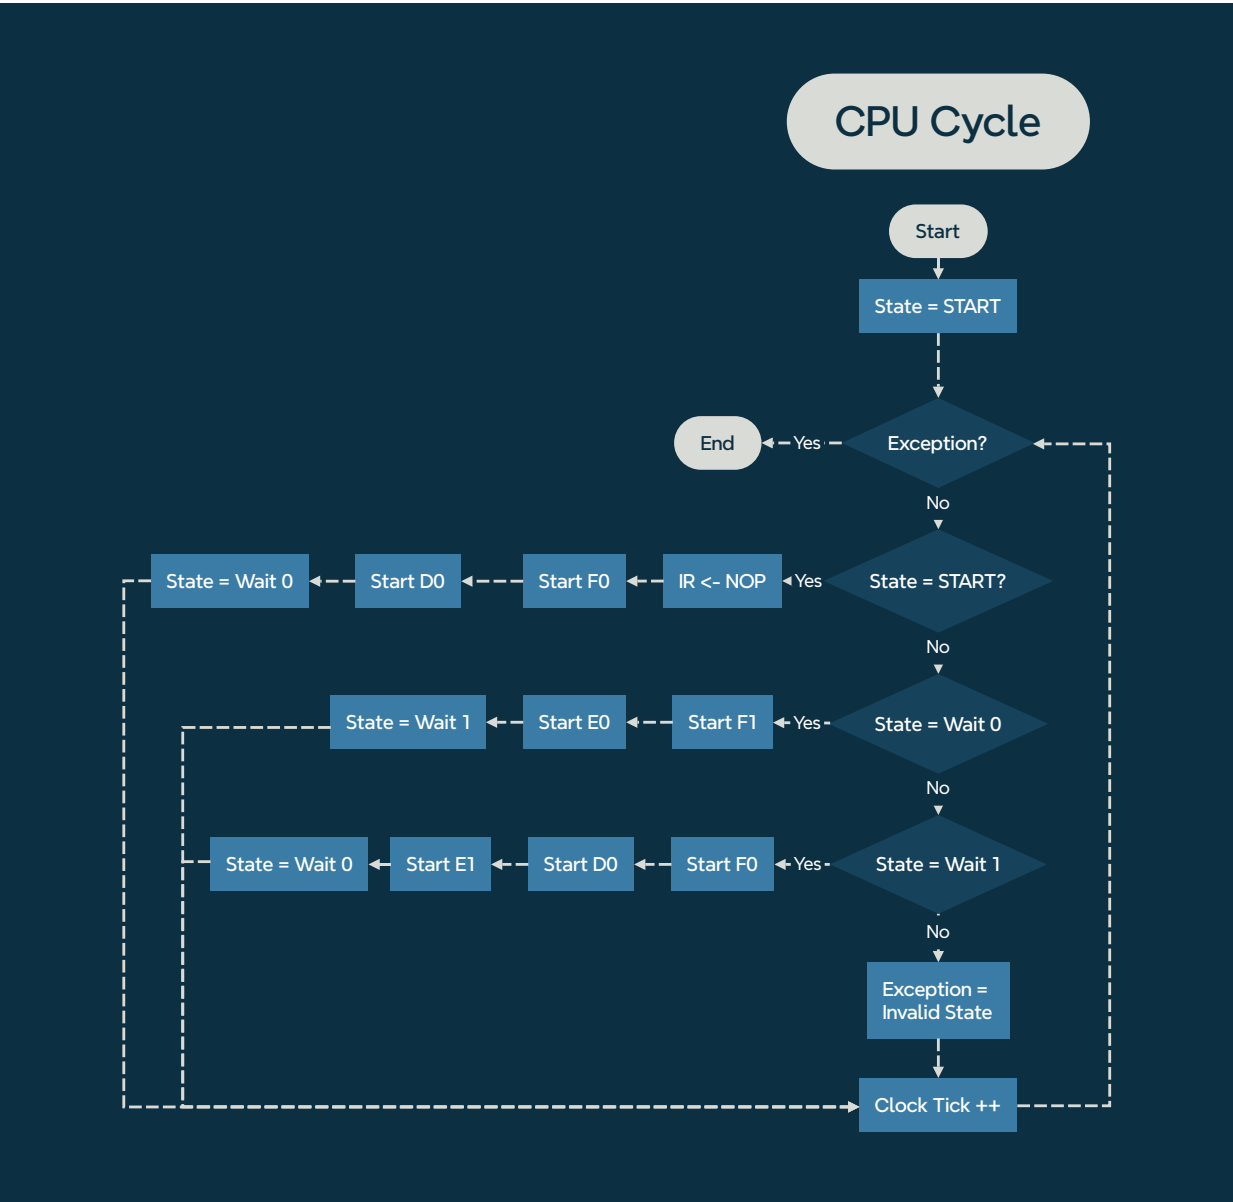 CPU Cycle
Start
State = START
End
Yes
Exception?
No
State = Wait 0
Start D0
Start F0
IR <- NOP
Yes
State = START?
No
State = Wait 1
Start E0
Start F1
Yes
State = Wait 0
No
State = Wait 0
Start E1
Start D0
Start F0
Yes
State = Wait 1
No
Exception =
Invalid State
Clock Tick ++